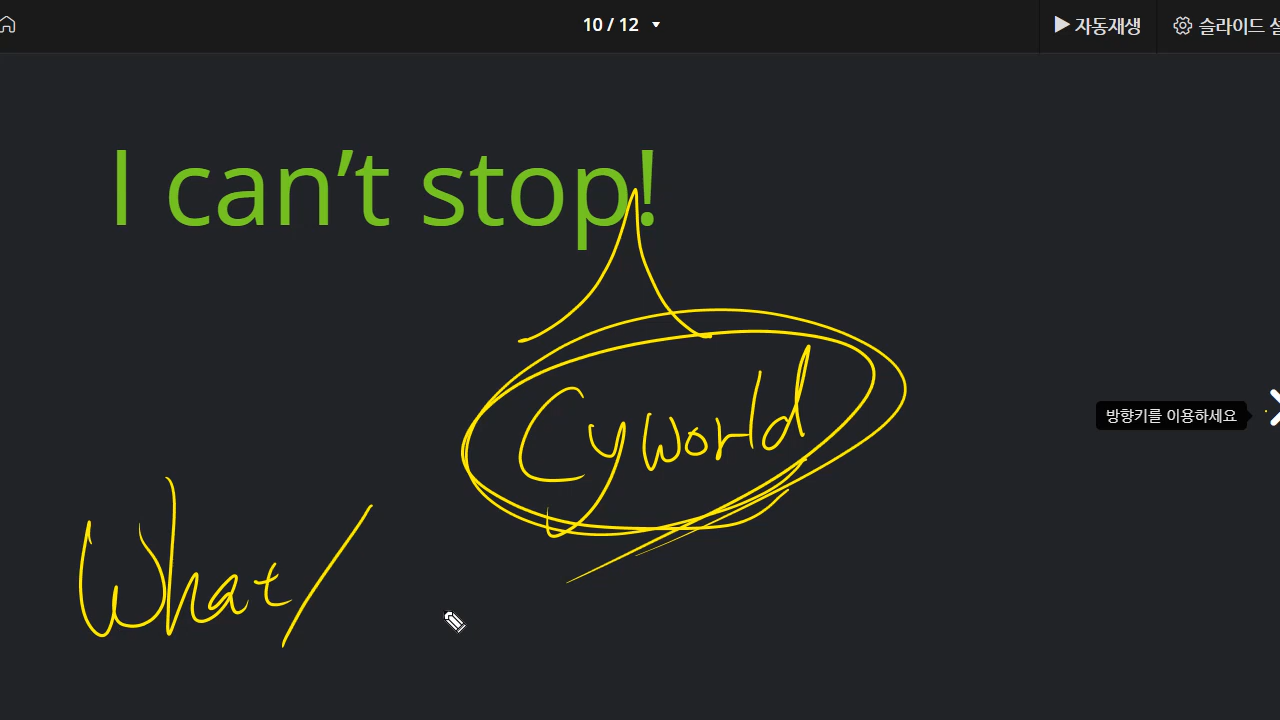 10 / 12
자동재생
슬라이드 설
I can't stop!
Cyworld
방향키를 이용하세요
What /